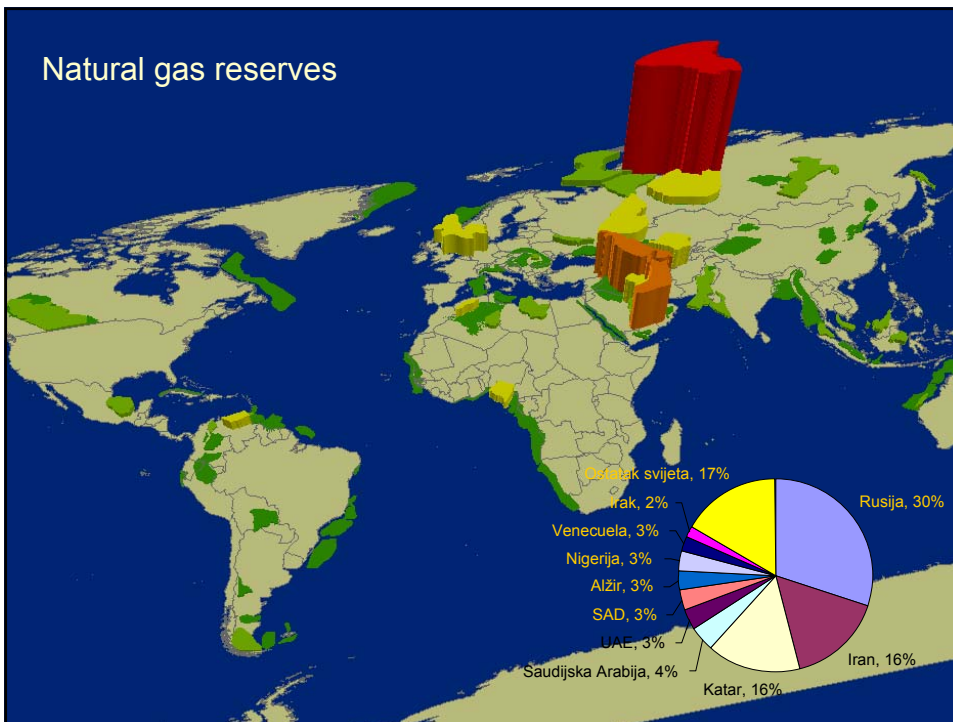 Natural gas reserves
Ostatak svijeta, 17%
Rusija, 30%
Irak, 2%
Venecuela, 3%
Nigerija, 3%
Alžir, 3%
SAD, 3%
UAE, 3%
Iran, 16%
Saudijska Arabija, 4%
Katar, 16%